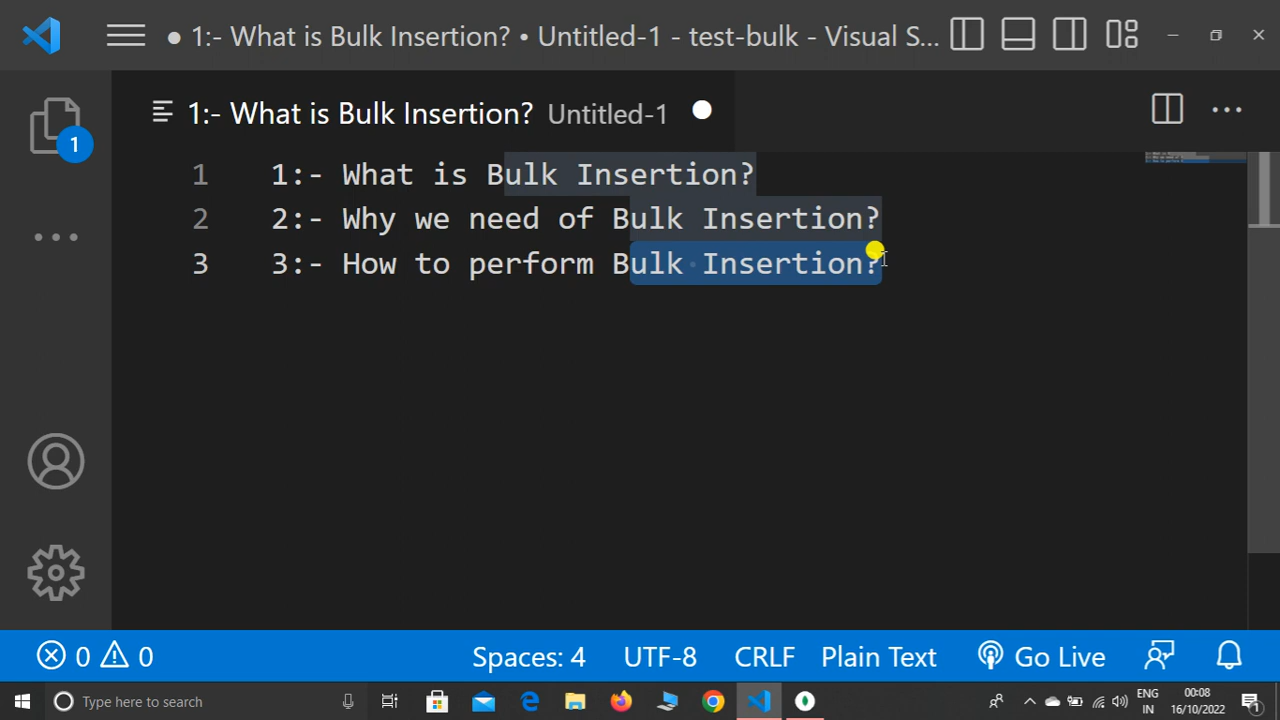 ● 1:- What is Bulk Insertion? • Untitled-1 - test-bulk - Visual S...
1:- What is Bulk Insertion? Untitled-1
1
1 1:- What is Bulk Insertion?
2 2:- Why we need of Bulk Insertion?
3 3:- How to perform Bulk Insertion?
0 0 Spaces: 4 UTF-8 CRLF Plain Text Go Live
Type here to search
ENG
IN
00:08
16/10/2022
1